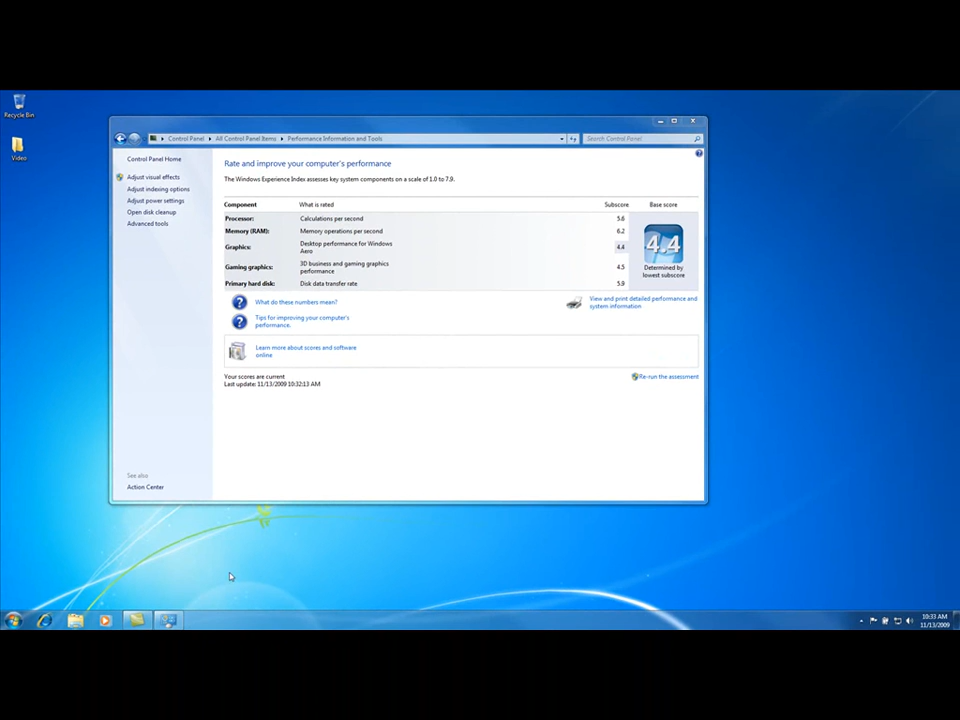 Recycle Bin
Video
Control Panel ▸ All Control Panel Items ▸ Performance Information and Tools
Search Control Panel
Control Panel Home
Adjust visual effects
Adjust indexing options
Adjust power settings
Open disk cleanup
Advanced tools
See also
Action Center
Rate and improve your computer's performance
The Windows Experience Index assesses key system components on a scale of 1.0 to 7.9.
Component What is rated Subscore Base score
Processor: Calculations per second 5.6
Memory (RAM): Memory operations per second 6.2
Graphics: Desktop performance for Windows
Aero 4.4
Gaming graphics: 3D business and gaming graphics
performance 4.5
Primary hard disk: Disk data transfer rate 5.9
4.4
Determined by
lowest subscore
What do these numbers mean?
Tips for improving your computer's
performance.
View and print detailed performance and
system information
Learn more about scores and software
online
Your scores are current
Last update: 11/13/2009 10:32:13 AM
Re-run the assessment
10:33 AM
11/13/2009